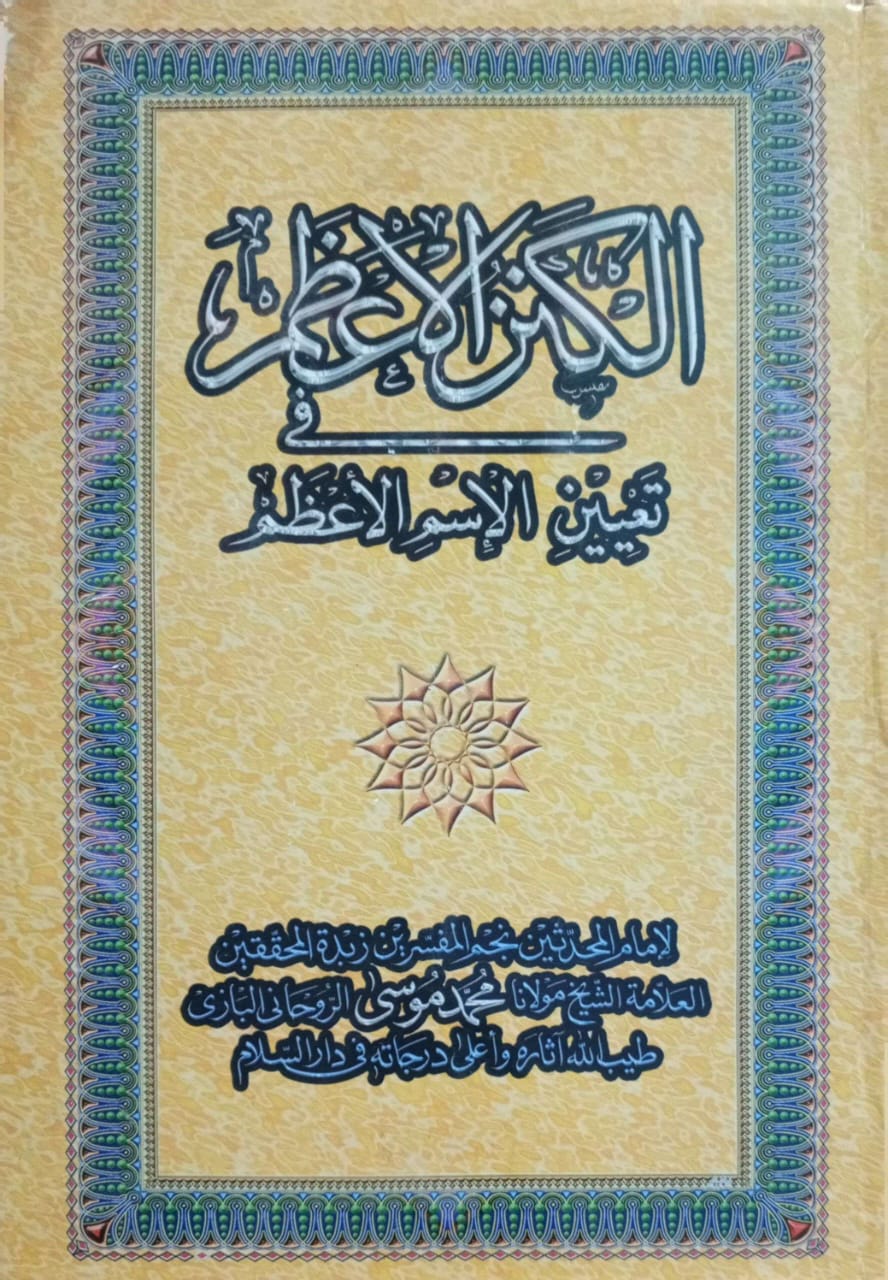 الكنز الأعظم
في
تعيين الإسم الأعظم
لإمام المحدثين نجم المفسرين زبدة المحققين
العلامة الشيخ مولانا محمد موسى الروحاني البازي
طيب الله آثاره وأعلى درجاته في دار السلام